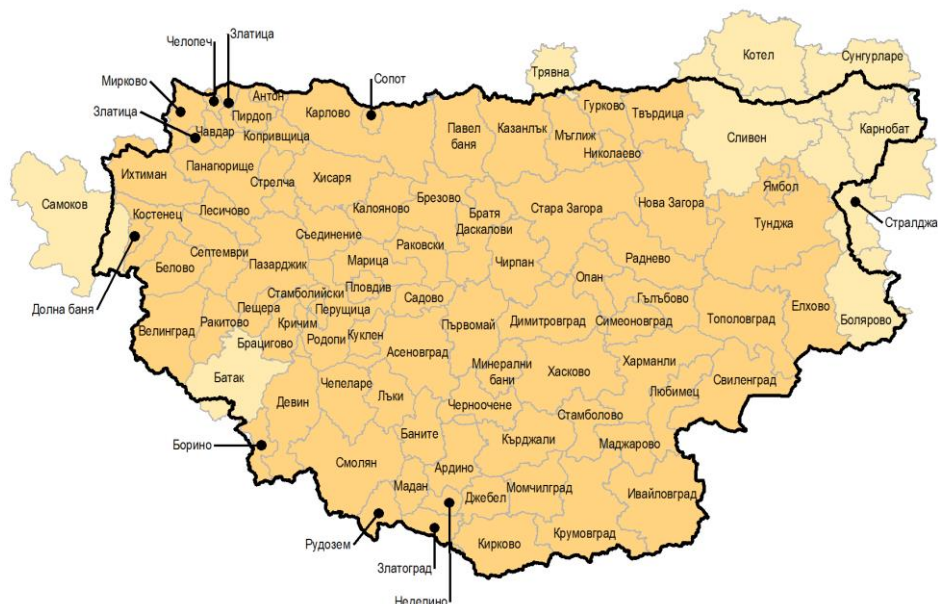 Златица
Челопеч
Котел
Сунгурларе
Мирково
Трявна
Сопот
Антон
Златица
Пирдоп
Карлово
Гурково
Твърдица
Чавдар
Копривщица
Павел
баня
Казанлък
Мъглиж
Сливен
Карнобат
Николаево
Ихтиман
Панагюрище
Стрелча
Хисаря
Ямбол
Самоков
Костенец
Лесичово
Калояново
Брезово
Братя
Даскалови
Стара Загора
Нова Загора
Тунджа
Стралджа
Съединение
Раковски
Септември
Пазарджик
Марица
Чирпан
Раднево
Белово
Опан
Долна баня
Стамболийски
Пловдив
Садово
Гълъбово
Пещера
Перущица
Велинград
Ракитово
Кричим
Родопи
Куклен
Първомай
Димитровград
Симеоновград
Тополовград
Елхово
Болярово
Брацигово
Асеновград
Минерални
бани
Хасково
Харманли
Батак
Чепеларе
Свиленград
Девин
Лъки
Черноочене
Любимец
Стамболово
Борино
Баните
Кърджали
Маджарово
Смолян
Ардино
Мадан
Джебел
Момчилград
Ивайловград
Крумовград
Рудозем
Кирково
Златоград
Неделино